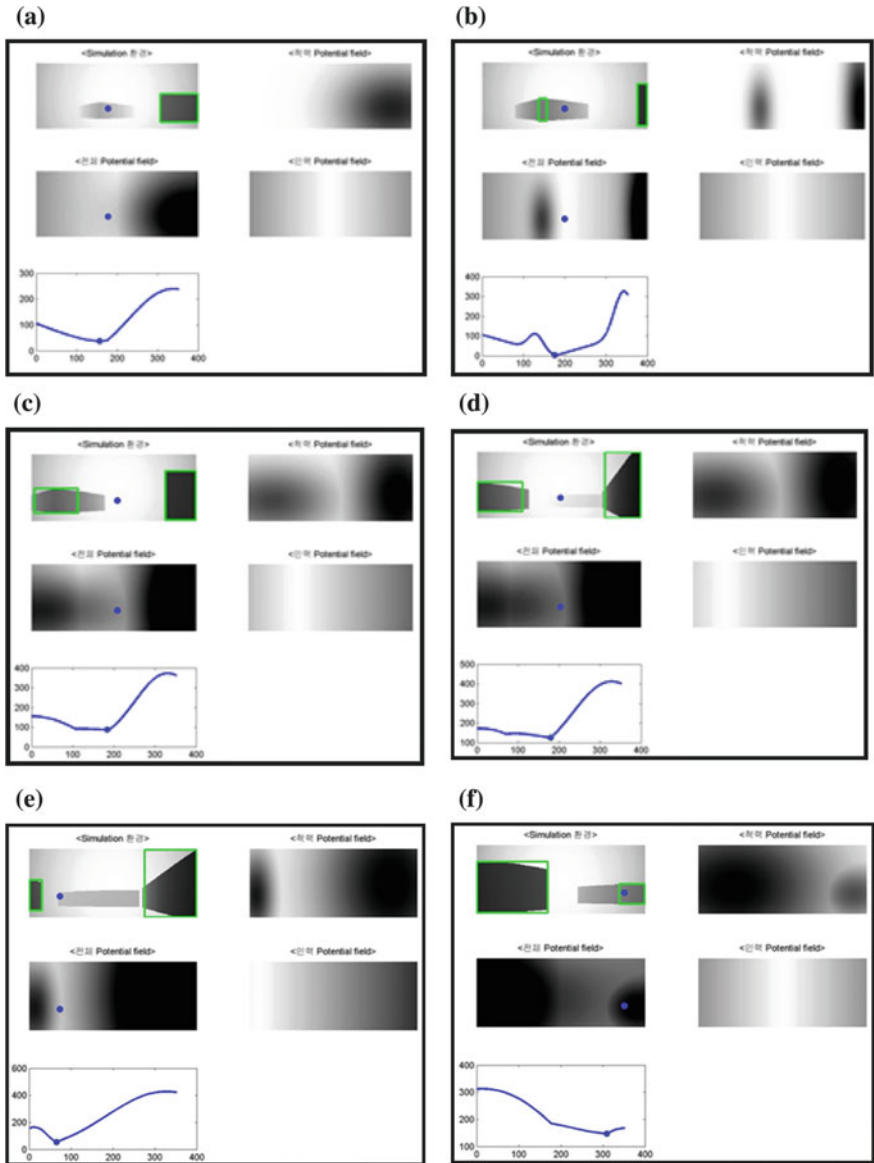 (a)
<Simulation 환경>
<척력 Potential field>
<전체 Potential field>
<인력 Potential field>
300
200
100
0
0 100 200 300 400
(b)
<Simulation 환경>
<척력 Potential field>
<전체 Potential field>
<인력 Potential field>
400
300
200
100
0
0 100 200 300 400
(c)
<Simulation 환경>
<척력 Potential field>
<전체 Potential field>
<인력 Potential field>
400
300
200
100
0
0 100 200 300 400
(d)
<Simulation 환경>
<척력 Potential field>
<전체 Potential field>
<인력 Potential field>
500
400
300
200
100
0 100 200 300 400
(e)
<Simulation 환경>
<척력 Potential field>
<전체 Potential field>
<인력 Potential field>
600
400
200
0
0 100 200 300 400
(f)
<Simulation 환경>
<척력 Potential field>
<전체 Potential field>
<인력 Potential field>
400
300
200
100
0 100 200 300 400